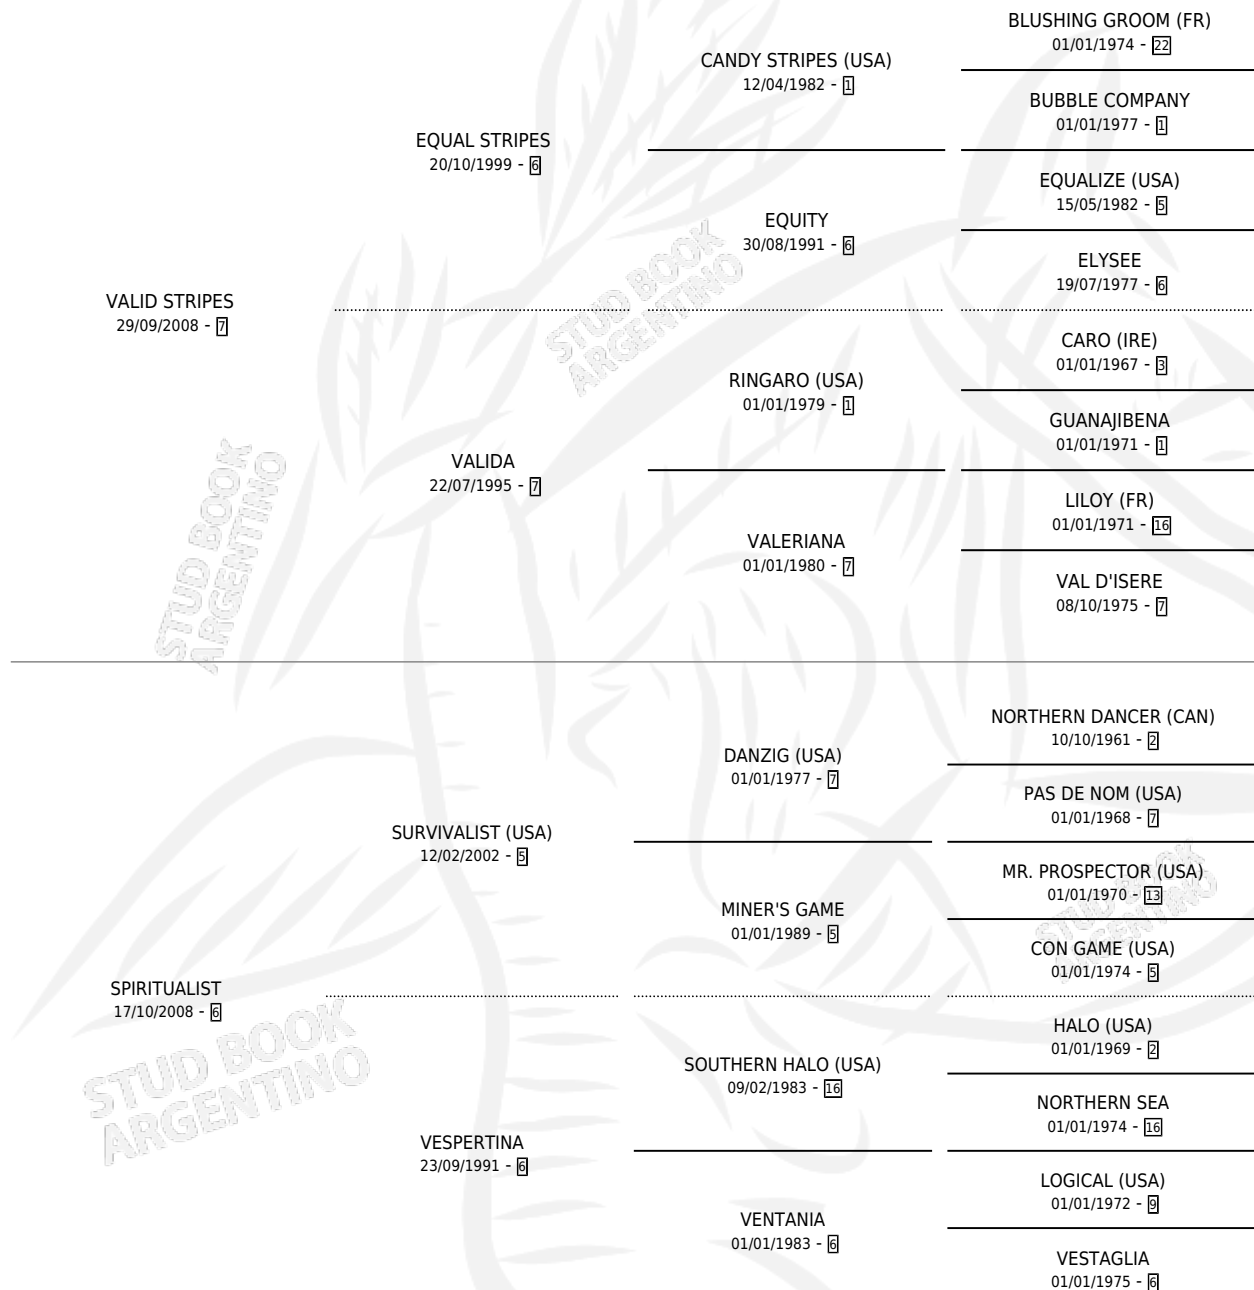 BLUSHING GROOM (FR)
01/01/1974 - 22
CANDY STRIPES (USA)
12/04/1982 - 1
BUBBLE COMPANY
01/01/1977 - 1
EQUAL STRIPES
20/10/1999 - 6
EQUALIZE (USA)
15/05/1982 - 5
EQUITY
30/08/1991 - 6
ELYSEE
19/07/1977 - 6
VALID STRIPES
29/09/2008 - 7
CARO (IRE)
01/01/1967 - 3
RINGARO (USA)
01/01/1979 - 1
GUANAJIBENA
01/01/1971 - 1
VALIDA
22/07/1995 - 7
LILOY (FR)
01/01/1971 - 16
VALERIANA
01/01/1980 - 7
VAL D'ISERE
08/10/1975 - 7
NORTHERN DANCER (CAN)
10/10/1961 - 2
DANZIG (USA)
01/01/1977 - 7
PAS DE NOM (USA)
01/01/1968 - 7
SURVIVALIST (USA)
12/02/2002 - 5
MR. PROSPECTOR (USA)
01/01/1970 - 13
MINER'S GAME
01/01/1989 - 5
CON GAME (USA)
01/01/1974 - 5
SPIRITUALIST
17/10/2008 - 6
HALO (USA)
01/01/1969 - 2
SOUTHERN HALO (USA)
09/02/1983 - 16
NORTHERN SEA
01/01/1974 - 16
VESPERTINA
23/09/1991 - 6
LOGICAL (USA)
01/01/1972 - 9
VENTANIA
01/01/1983 - 6
VESTAGLIA
01/01/1975 - 6
STUD BOOK
ARGENTINO
STUD BOOK
ARGENTINO
STUD BOOK
ARGENTINO
STUD BOOK
ARGENTINO